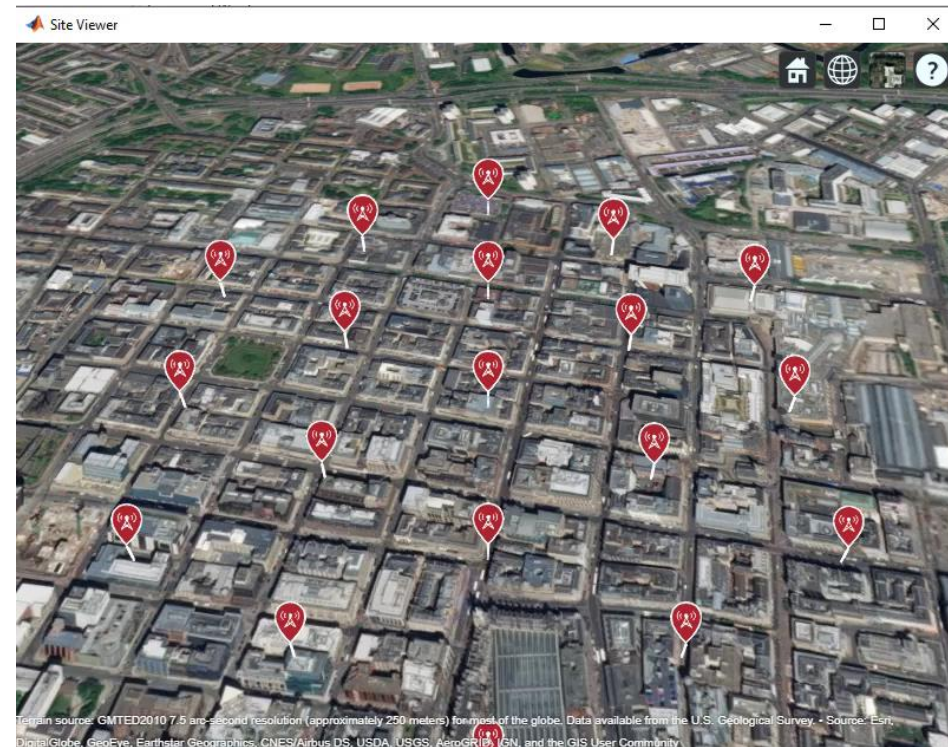 Site Viewer
Terrain source: GMTED2010 7.5 arc-second resolution (approximately 250 meters) for most of the globe. Data available from the U.S. Geological Survey. • Source: Esri,
DigitalGlobe, GeoEye, Earthstar Geographics, CNES/Airbus DS, USDA, USGS, AeroGRID, IGN, and the GIS User Community